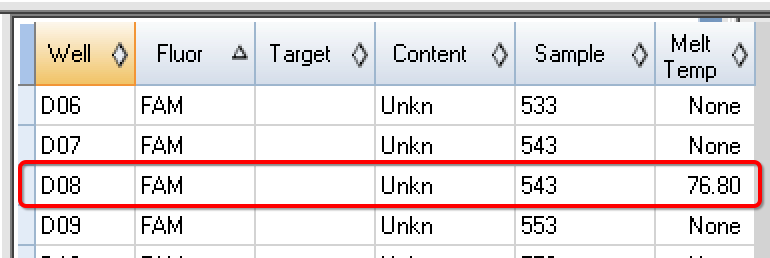 Well Fluor Target Content Sample Melt Temp
D06 FAM Unkn 533 None
D07 FAM Unkn 543 None
D08 FAM Unkn 543 76.80
D09 FAM Unkn 553 None